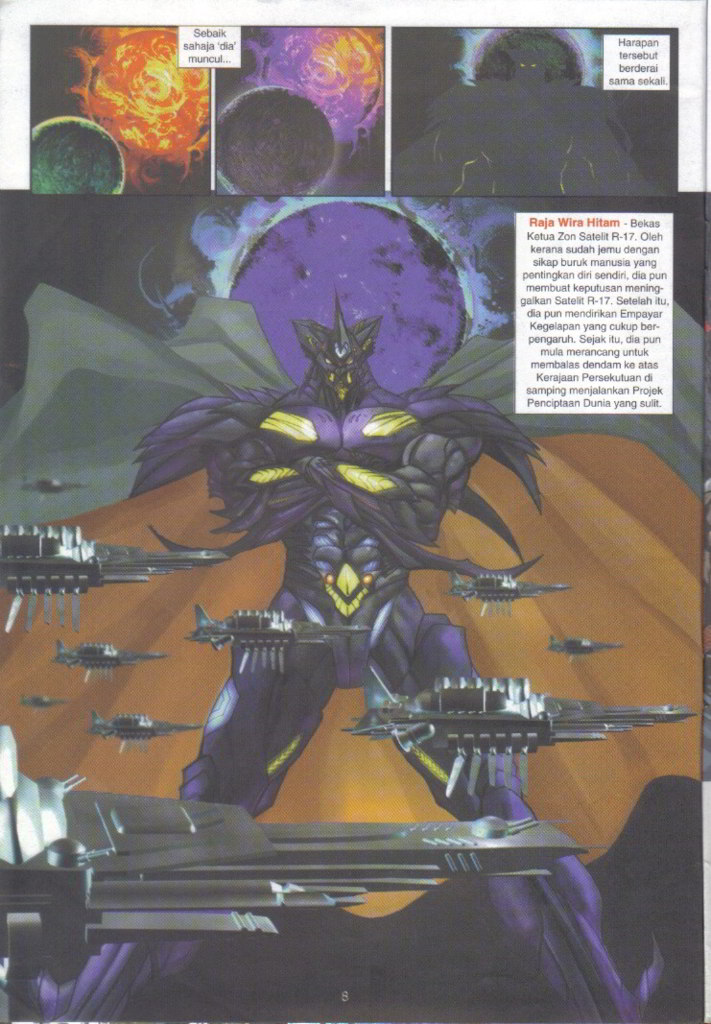 Sebaik
sahaja 'dia'
muncul...
Harapan
tersebut
berderai
sama sekali.
Raja Wira Hitam - Bekas
Ketua Zon Satelit R-17. Oleh
kerana sudah jemu dengan
sikap buruk manusia yang
pentingkan diri sendiri, dia pun
membuat keputusan mening-
galkan Satelit R-17. Setelah itu,
dia pun mendirikan Empayar
Kegelapan yang cukup ber-
pengaruh. Sejak itu, dia pun
mula merancang untuk
membalas dendam ke atas
Kerajaan Persekutuan di
samping menjalankan Projek
Penciptaan Dunia yang sulit.
8